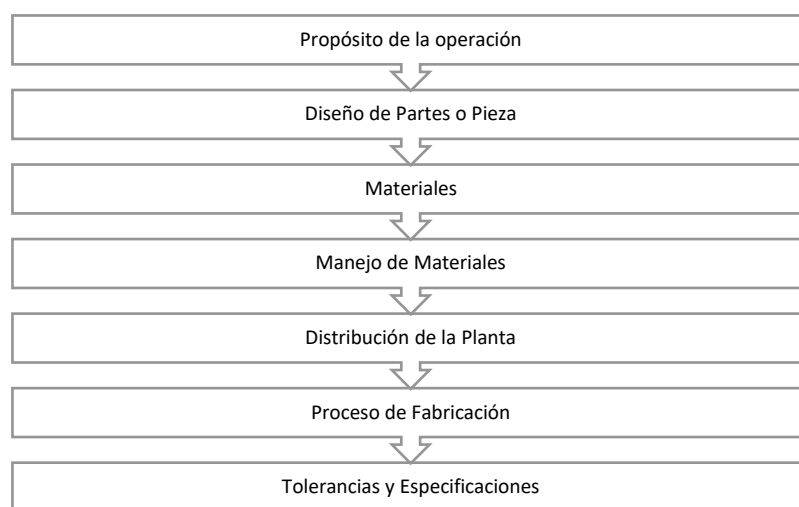 Propósito de la operación
Diseño de Partes o Pieza
Materiales
Manejo de Materiales
Distribución de la Planta
Proceso de Fabricación
Tolerancias y Especificaciones